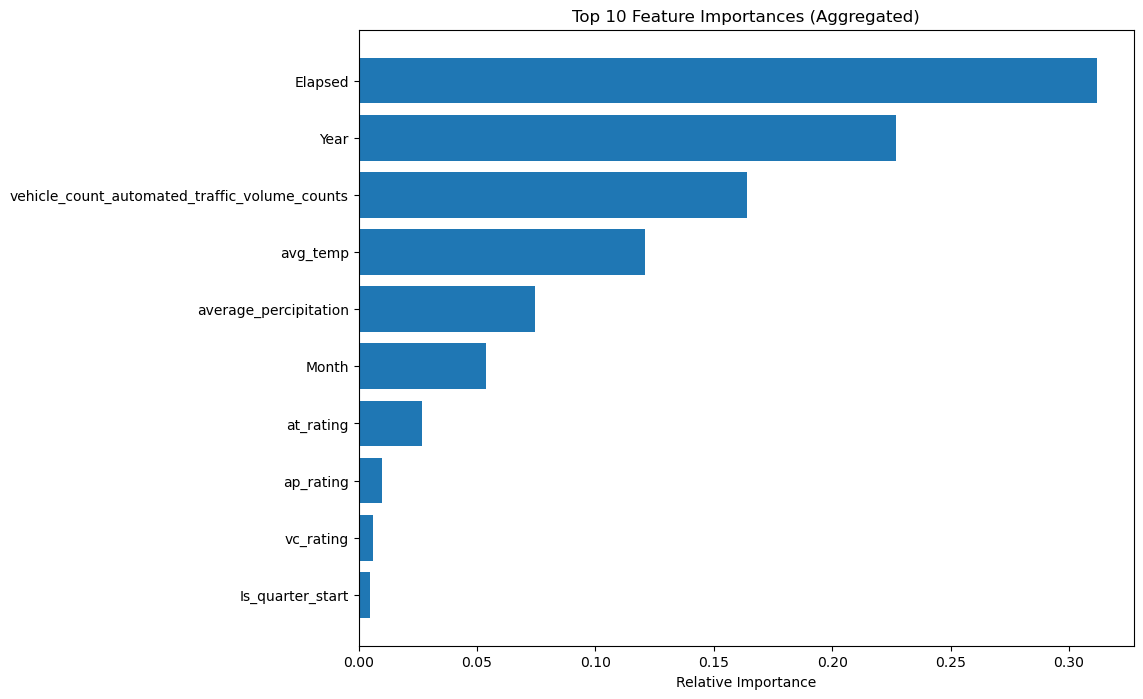 Top 10 Feature Importances (Aggregated)
Elapsed
Year
vehicle_count_automated_traffic_volume_counts
avg_temp
average_percipitation
Month
at_rating
ap_rating
vc_rating
Is_quarter_start
0.00 0.05 0.10 0.15 0.20 0.25 0.30
Relative Importance